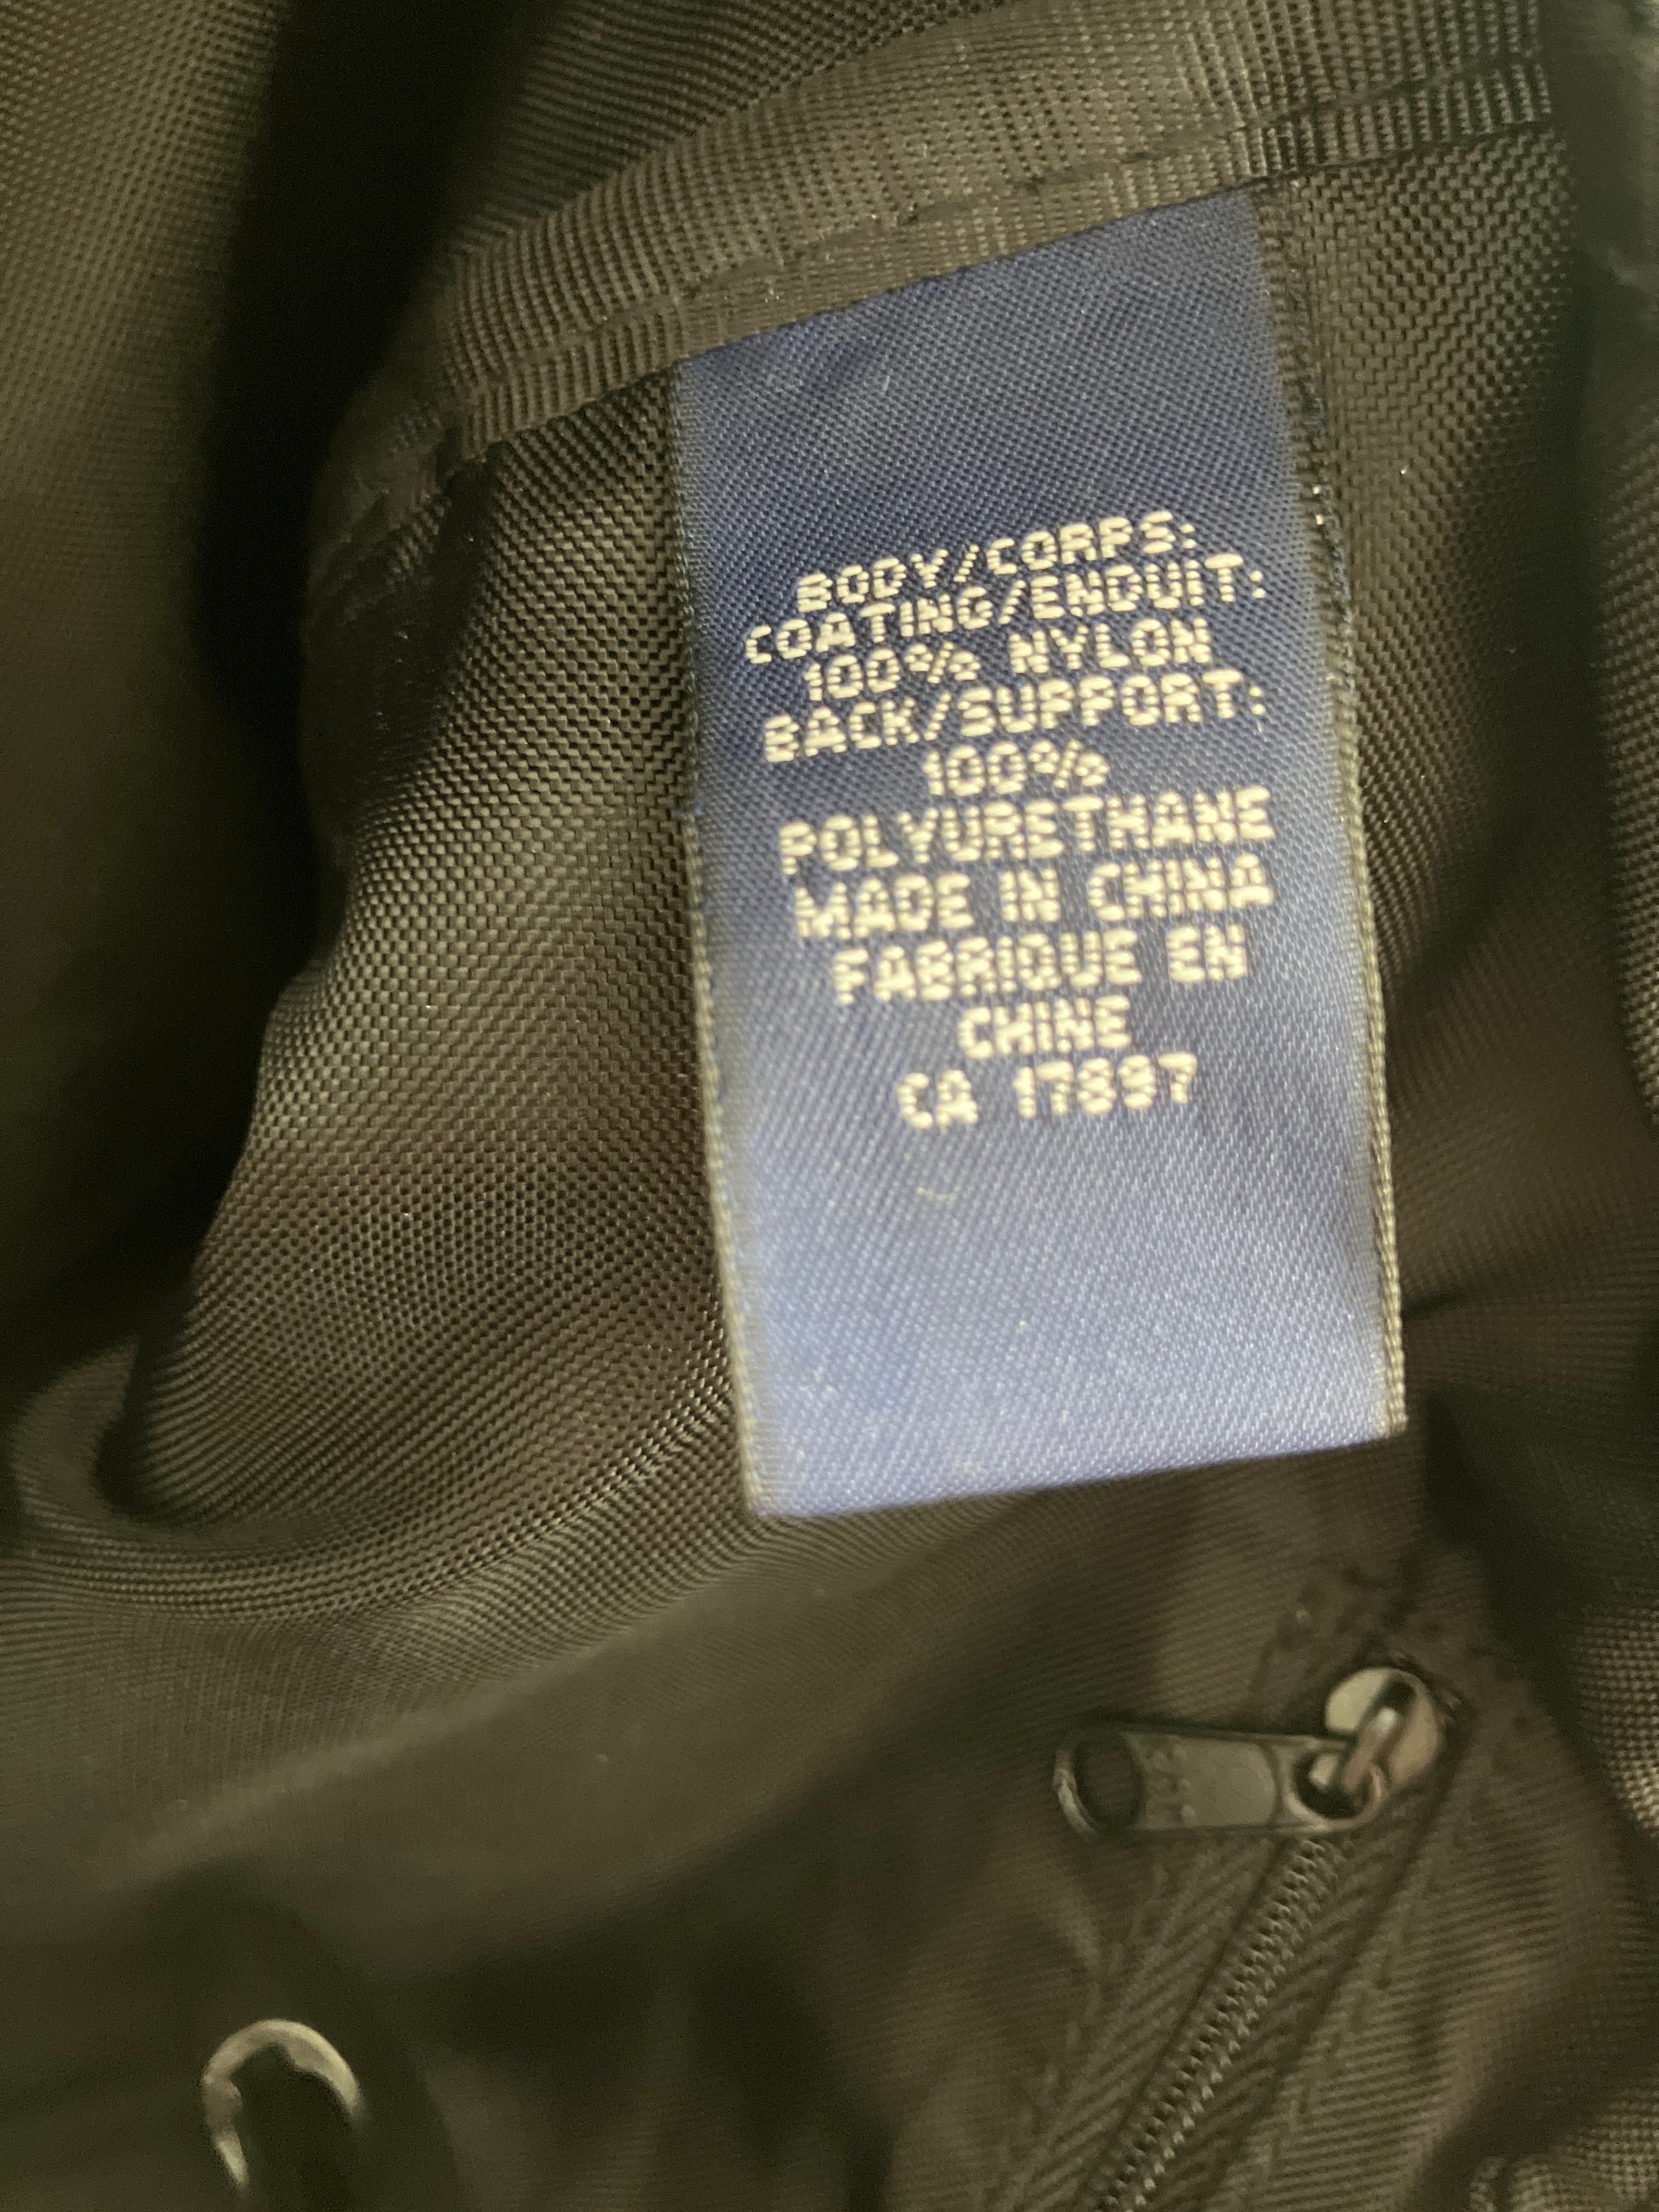 BODY/CORPS:
COATING/ENDUIT:
100% NYLON
BACK/SUPPORT:
100%
POLYURETHANE
MADE IN CHINA
FABRIQUE EN
CHINE
CA 17897